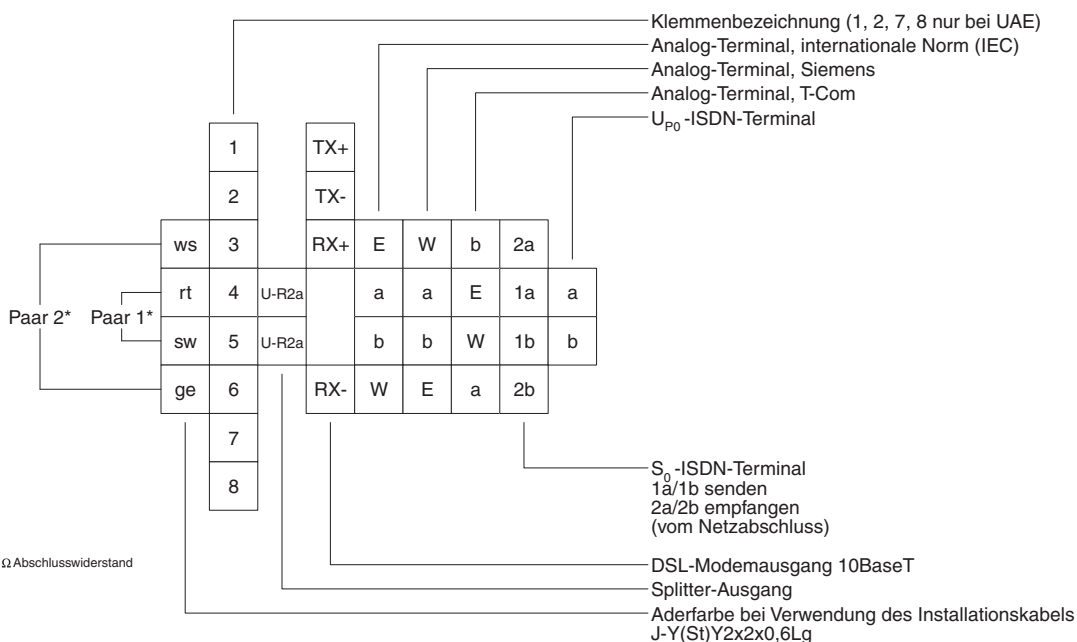 Klemmenbezeichnung (1, 2, 7, 8 nur bei UAE)
Analog-Terminal, internationale Norm (IEC)
Analog-Terminal, Siemens
Analog-Terminal, T-Com
UP0-ISDN-Terminal
1 TX+
2 TX-
ws 3 RX+ E W b 2a
rt 4 U-R2a a a E 1a a
Paar 2* Paar 1*
sw 5 U-R2a b b W 1b b
ge 6 RX- W E a 2b
7
8
S0-ISDN-Terminal
1a/1b senden
2a/2b empfangen
(vom Netzabschluss)
Ω Abschlusswiderstand
DSL-Modemausgang 10BaseT
Splitter-Ausgang
Aderfarbe bei Verwendung des Installationskabels
J-Y(St)Y2x2x0,6Lg